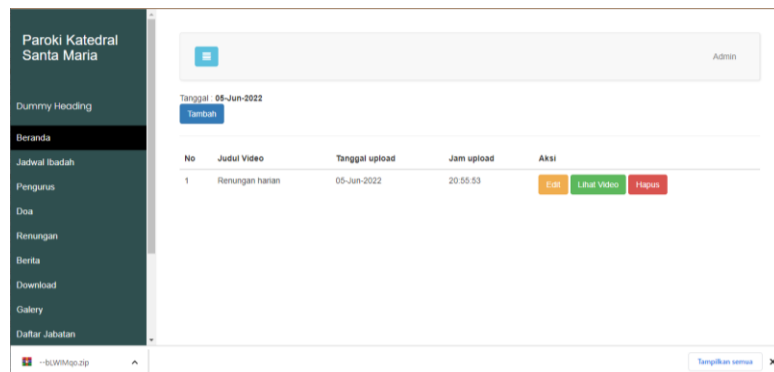 Paroki Katedral
Santa Maria
Dummy Heading
Beranda
Jadwal Ibadah
Pengurus
Doa
Renungan
Berita
Download
Galery
Daftar Jabatan
Admin
Tanggal : 05-Jun-2022
Tambah
No Judul Video Tanggal upload Jam upload Aksi
1 Renungan harian 05-Jun-2022 20:55:53 Edit Lihat Video Hapus
--bLWIMqo.zip
Tampilkan semua